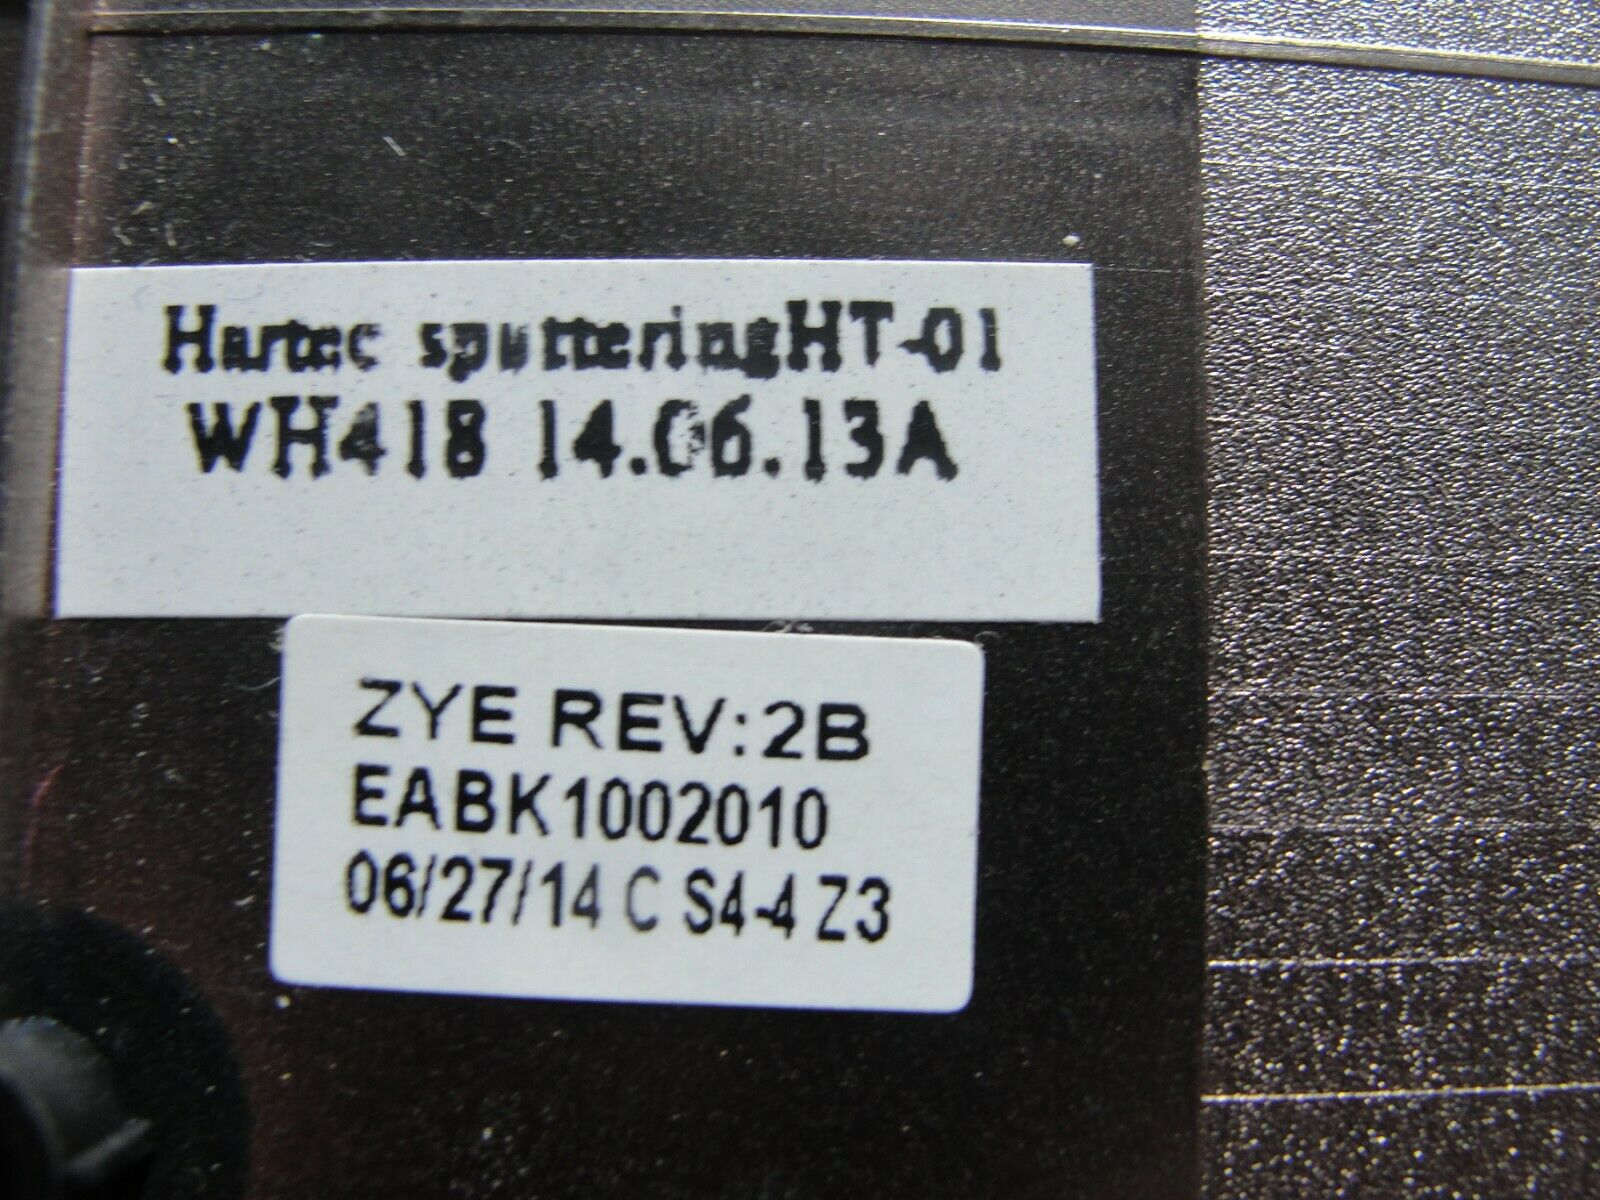 Hartec sputteringHT-01
WH418 14.06.13A
ZYE REV:2B
EABK1002010
06/27/14 C S4-4 Z3